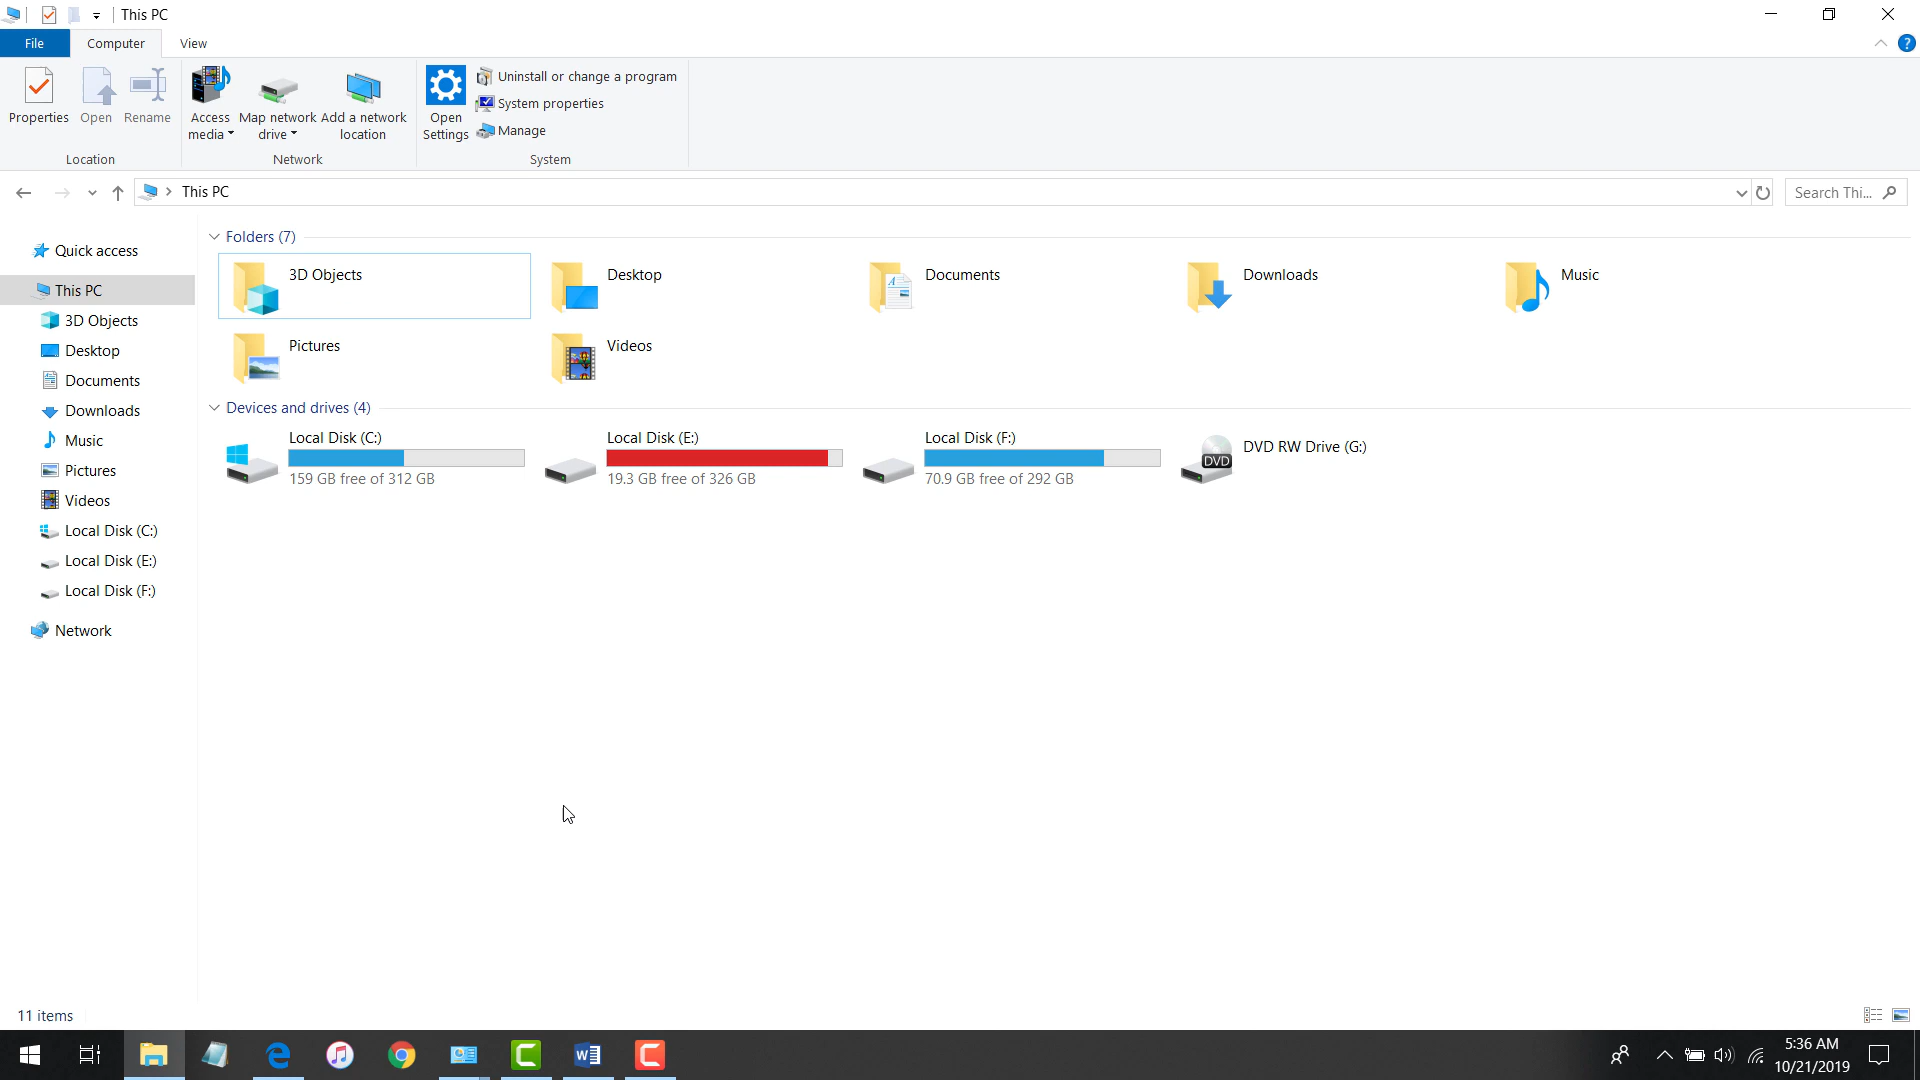 This PC
File Computer View
Properties Open Rename Access media Map network drive Add a network location Open Settings Uninstall or change a program
System properties
Manage
Location Network System
This PC Search Thi...
Quick access
This PC
3D Objects
Desktop
Documents
Downloads
Music
Pictures
Videos
Local Disk (C:)
Local Disk (E:)
Local Disk (F:)
Network
Folders (7)
3D Objects Desktop Documents Downloads Music
Pictures Videos
Devices and drives (4)
Local Disk (C:) Local Disk (E:) Local Disk (F:) DVD RW Drive (G:)
159 GB free of 312 GB 19.3 GB free of 326 GB 70.9 GB free of 292 GB
DVD
11 items
5:36 AM
10/21/2019